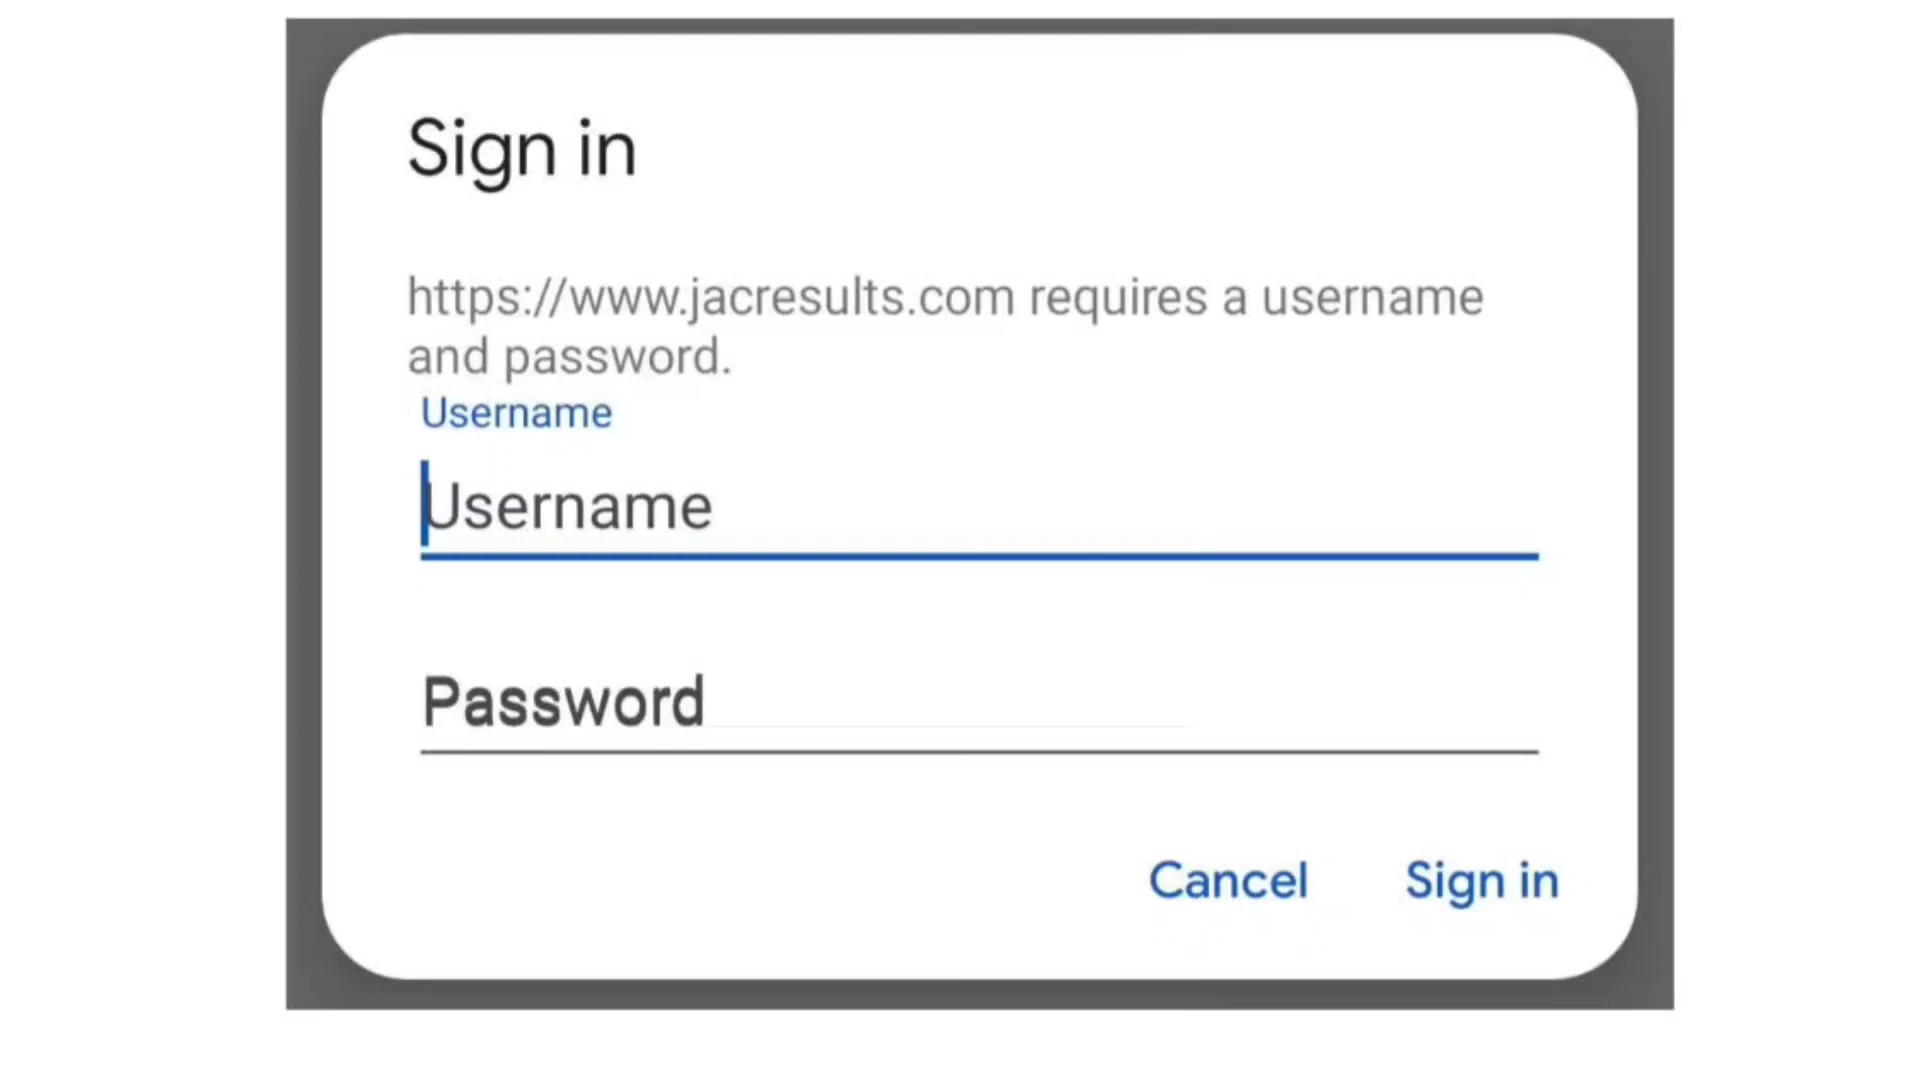 Sign in
https://www.jacresults.com requires a username
and password.
Username
Username
Password
Cancel Sign in